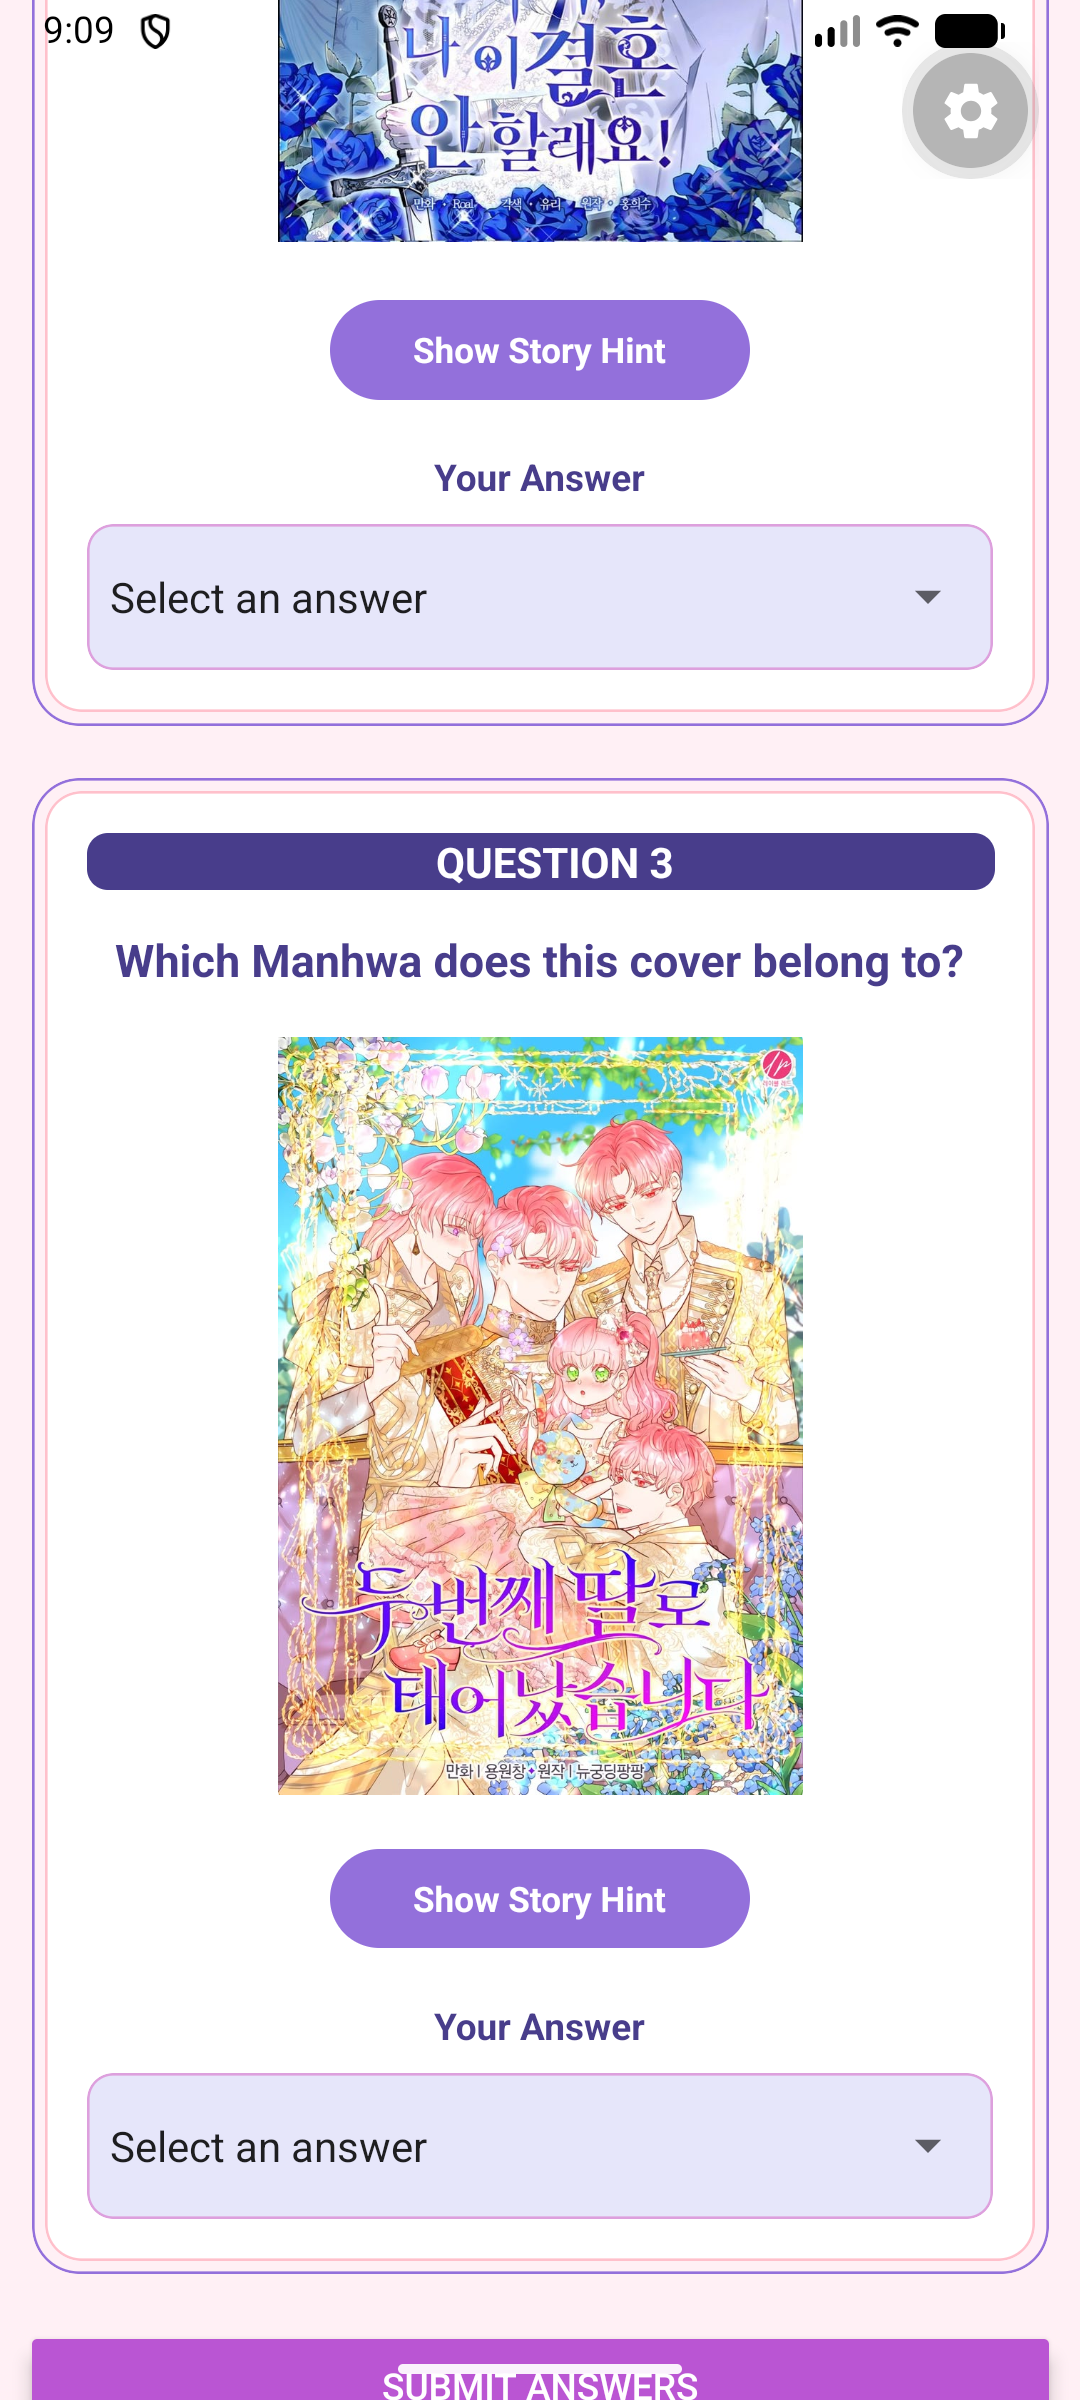 9:09
나 이 결혼
안 할래요!
만화 • Roal • 각색 • 유리 • 원작 • 홍희수
Show Story Hint
Your Answer
Select an answer
QUESTION 3
Which Manhwa does this cover belong to?
두 번째 딸로
태어났습니다
만화 | 용원창 • 원작 | 뉴궁딩팡팡
Show Story Hint
Your Answer
Select an answer
SUBMIT ANSWERS